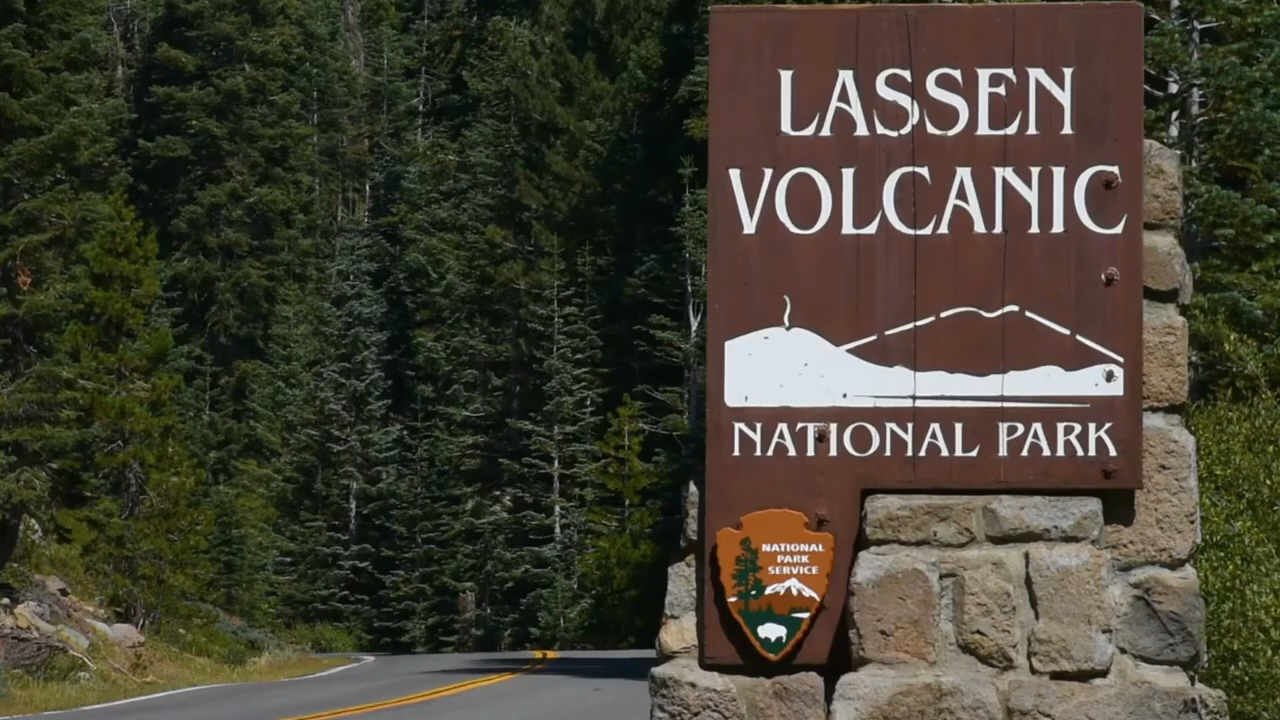 LASSEN
VOLCANIC
NATIONAL PARK
NATIONAL
PARK
SERVICE